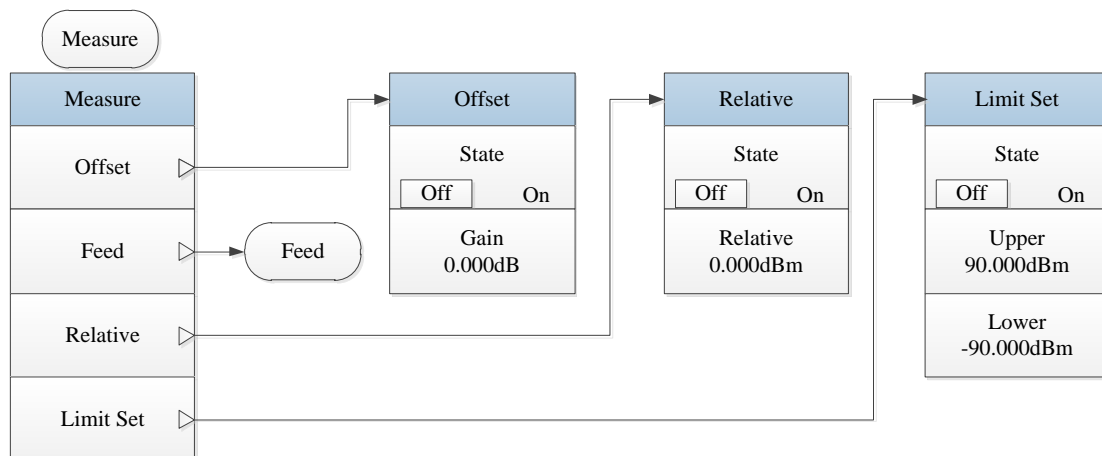 Measure
Measure
Offset
Feed
Relative
Limit Set
Feed
Offset
State
Off On
Gain
0.000dB
Relative
State
Off On
Relative
0.000dBm
Limit Set
State
Off On
Upper
90.000dBm
Lower
-90.000dBm